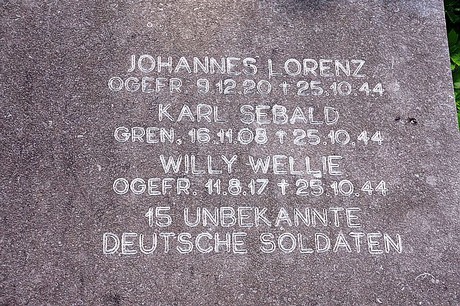 JOHANNES LORENZ
OGEFR. 9.12.20 † 25.10.44
KARL SEBALD
GREN. 16.11.08 † 25.10.44
WILLY WELLIE
OGEFR. 11.8.17 † 25.10.44
15 UNBEKANNTE
DEUTSCHE SOLDATEN